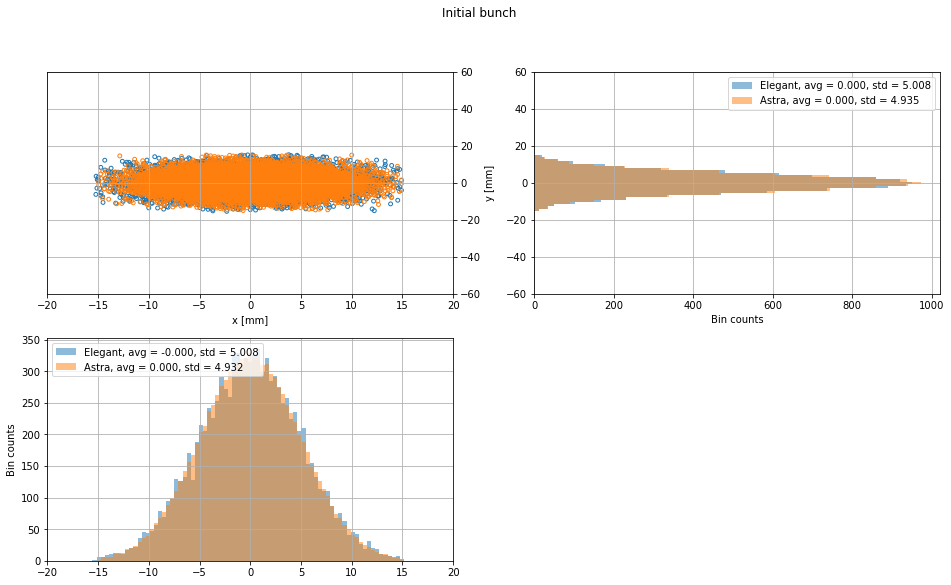 Initial bunch
60
40
20
0
−20
−40
−60
−20 −15 −10 −5 0 5 10 15 20
x [mm]
Elegant, avg = 0.000, std = 5.008
Astra, avg = 0.000, std = 4.935
60
40
20
0
−20
−40
−60
y [mm]
0 200 400 600 800 1000
Bin counts
Elegant, avg = -0.000, std = 5.008
Astra, avg = 0.000, std = 4.932
350
300
250
200
150
100
50
0
Bin counts
−20 −15 −10 −5 0 5 10 15 20